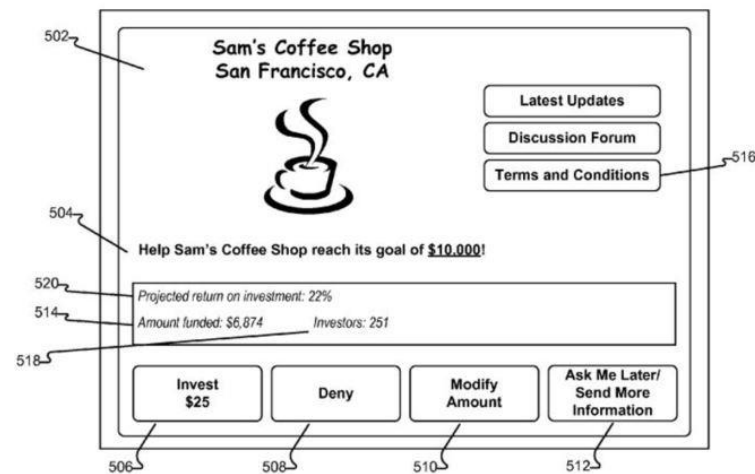 502
Sam's Coffee Shop
San Francisco, CA
Latest Updates
Discussion Forum
Terms and Conditions
516
504
Help Sam's Coffee Shop reach its goal of $10,000!
520
Projected return on investment: 22%
514
Amount funded: $6,874 Investors: 251
518
Invest
$25
Deny
Modify
Amount
Ask Me Later/
Send More
Information
506
508
510
512